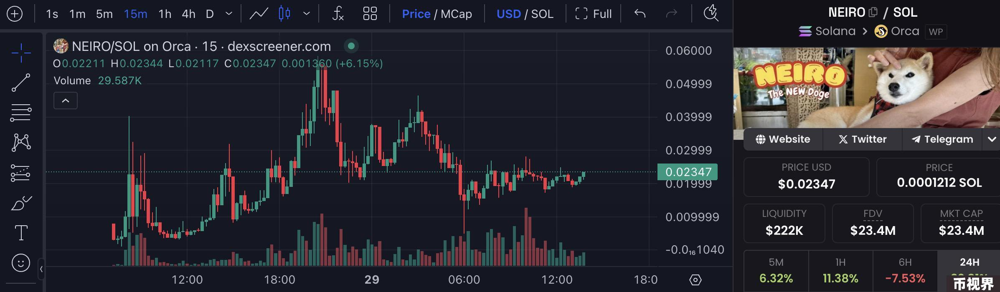 1s 1m 5m 15m 1h 4h D fx Price / MCap USD / SOL Full
NEIRO/SOL on Orca · 15 · dexscreener.com
O0.02211 H0.02344 L0.02117 C0.02347 0.001360 (+6.15%)
Volume 29.587K
0.06000
0.04999
0.03999
0.02999
0.02347
0.01999
0.009999
-0.0₁₆1040
12:00 18:00 29 06:00 12:00 18:0
T
NEIRO / SOL
Solana > Orca WP
NEIRO
The NEW Doge
Website Twitter Telegram
PRICE USD PRICE
$0.02347 0.0001212 SOL
LIQUIDITY FDV MKT CAP
$222K $23.4M $23.4M
5M 1H 6H 24H
6.32% 11.38% -7.53%
币视界